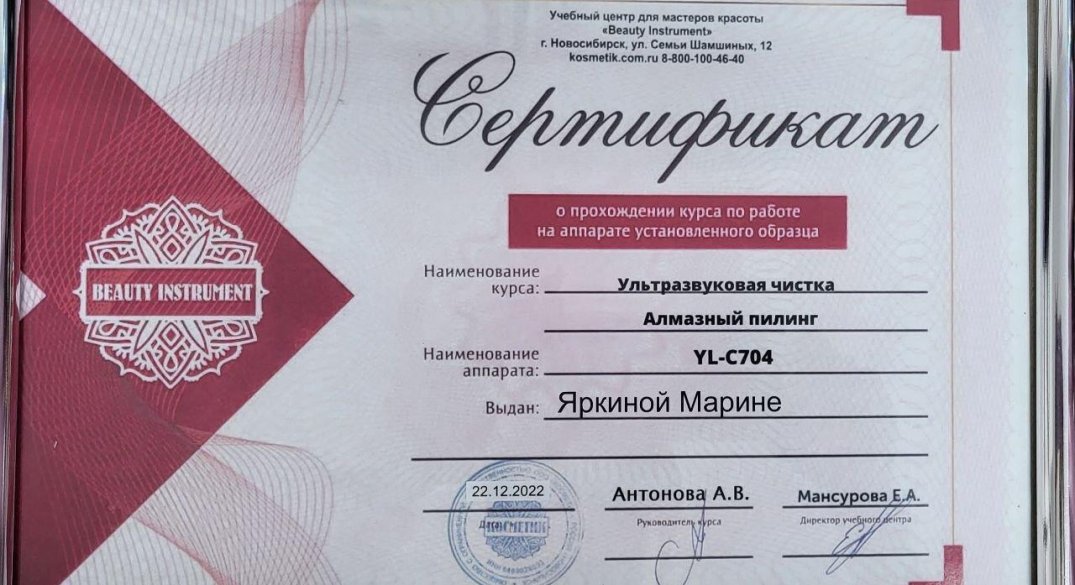 Учебный центр для мастеров красоты
«Beauty Instrument»
г. Новосибирск, ул. Семьи Шамшиных, 12
kosmetik.com.ru 8-800-100-46-40
Сертификат
о прохождении курса по работе
на аппарате установленного образца
BEAUTY INSTRUMENT
Наименование
курса: Ультразвуковая чистка
Алмазный пилинг
Наименование
аппарата: YL-C704
Выдан: Яркиной Марине
22.12.2022 Антонова А.В. Мансурова Е.А.
Дата Руководитель курса Директор учебного центра
КОСМЕТИК